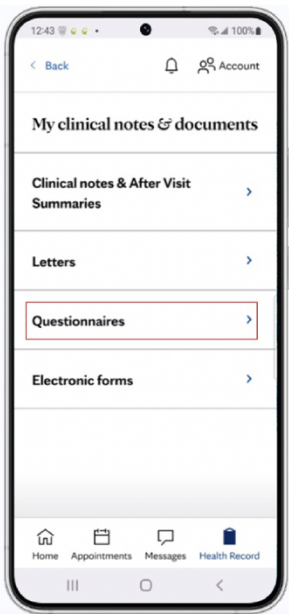 12:43
100%
Back
Account
My clinical notes & documents
Clinical notes & After Visit
Summaries
Letters
Questionnaires
Electronic forms
Home Appointments Messages Health Record